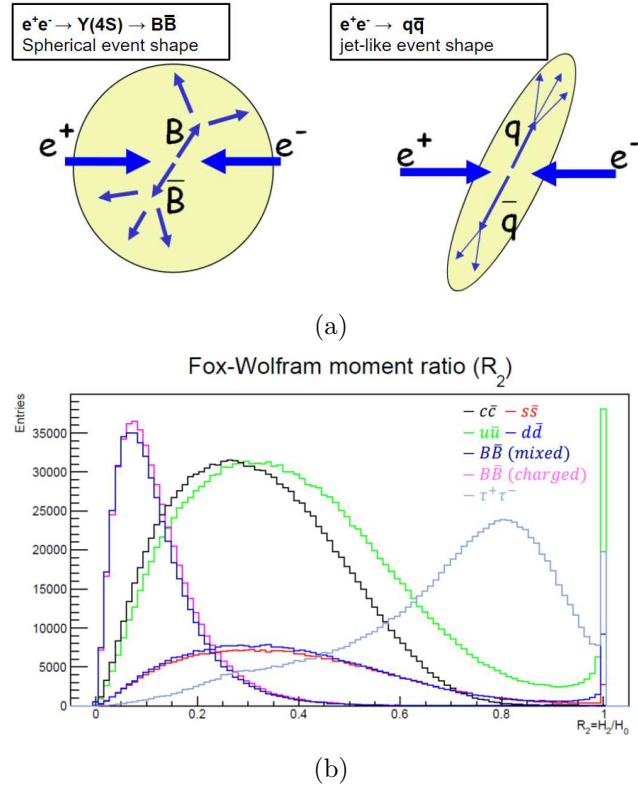 e⁺e⁻→ Υ(4S) → BB̅
Spherical event shape
e⁺e⁻→ qq̅
jet-like event shape
e⁺ B B̅ e⁻
e⁺ q q̅ e⁻
(a)
Fox-Wolfram moment ratio (R₂)
Entries
35000
30000
25000
20000
15000
10000
5000
0
— cc̄ — ss̄
— uū — dd̄
— BB̄ (mixed)
— BB̄ (charged)
— τ⁺τ⁻
0 0.2 0.4 0.6 0.8 1
R₂=H₂/H₀
(b)